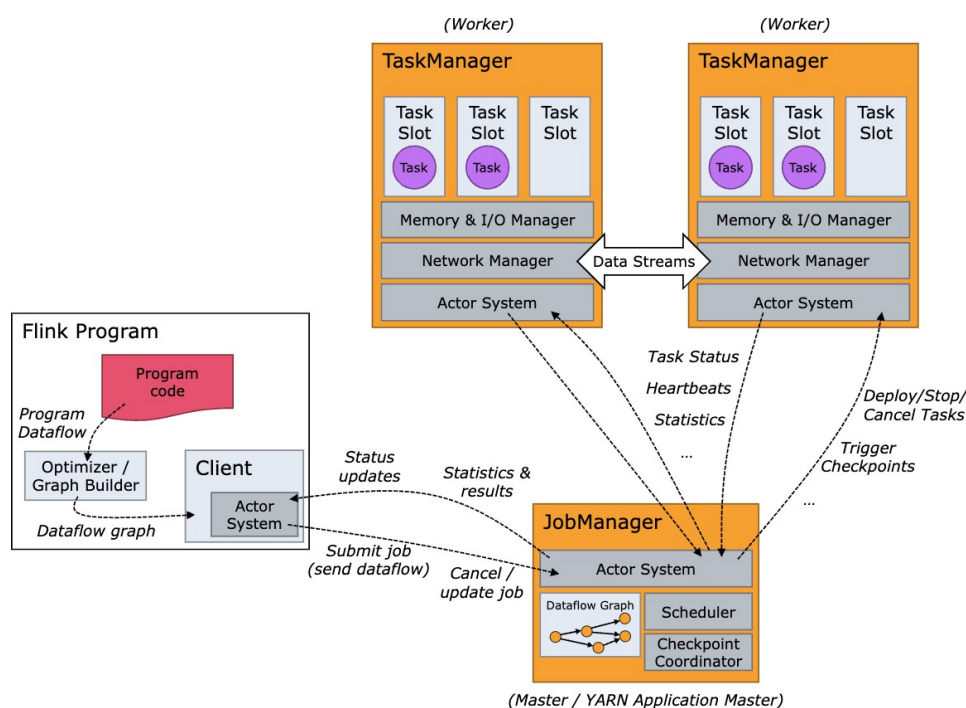 (Worker)
TaskManager
Task
Slot
Task
Task
Slot
Task
Task
Slot
Memory & I/O Manager
Network Manager
Actor System
(Worker)
TaskManager
Task
Slot
Task
Task
Slot
Task
Task
Slot
Memory & I/O Manager
Network Manager
Actor System
Data Streams
Flink Program
Program
code
Program
Dataflow
Optimizer /
Graph Builder
Dataflow graph
Client
Actor
System
Status
updates
Statistics &
results
Submit job
(send dataflow)
Cancel /
update job
Task Status
Heartbeats
Statistics
...
Deploy/Stop/
Cancel Tasks
Trigger
Checkpoints
...
JobManager
Actor System
Dataflow Graph
Scheduler
Checkpoint
Coordinator
(Master / YARN Application Master)